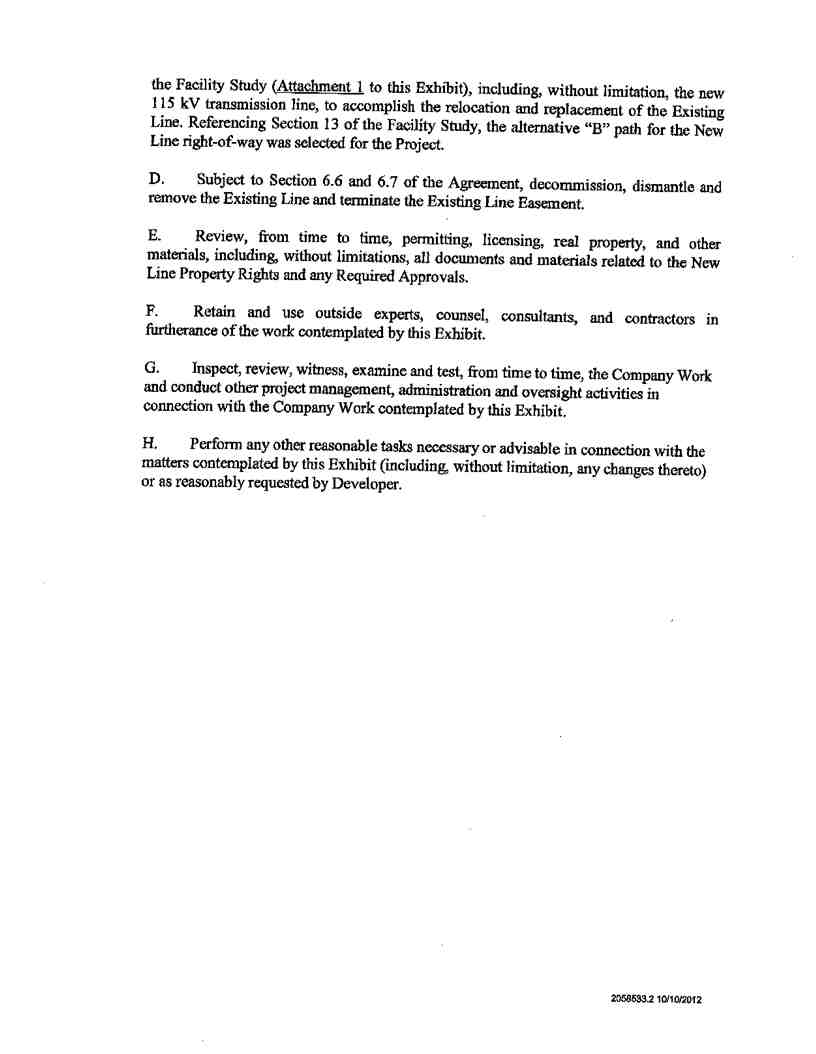 the Facility Study (Attachment 1 to this Exhibit), including, without limitation, the new
115 kV transmission line, to accomplish the relocation and replacement of the Existing
Line. Referencing Section 13 of the Facility Study, the alternative “B” path for the New
Line right-of-way was selected for the Project.
D. Subject to Section 6.6 and 6.7 of the Agreement, decommission, dismantle and
remove the Existing Line and terminate the Existing Line Easement.
E. Review, from time to time, permitting, licensing, real property, and other
materials, including, without limitations, all documents and materials related to the New
Line Property Rights and any Required Approvals.
F. Retain and use outside experts, counsel, consultants, and contractors in
furtherance of the work contemplated by this Exhibit.
G. Inspect, review, witness, examine and test, from time to time, the Company Work
and conduct other project management, administration and oversight activities in
connection with the Company Work contemplated by this Exhibit.
H. Perform any other reasonable tasks necessary or advisable in connection with the
matters contemplated by this Exhibit (including, without limitation, any changes thereto)
or as reasonably requested by Developer.
2058533.2 10/10/2012